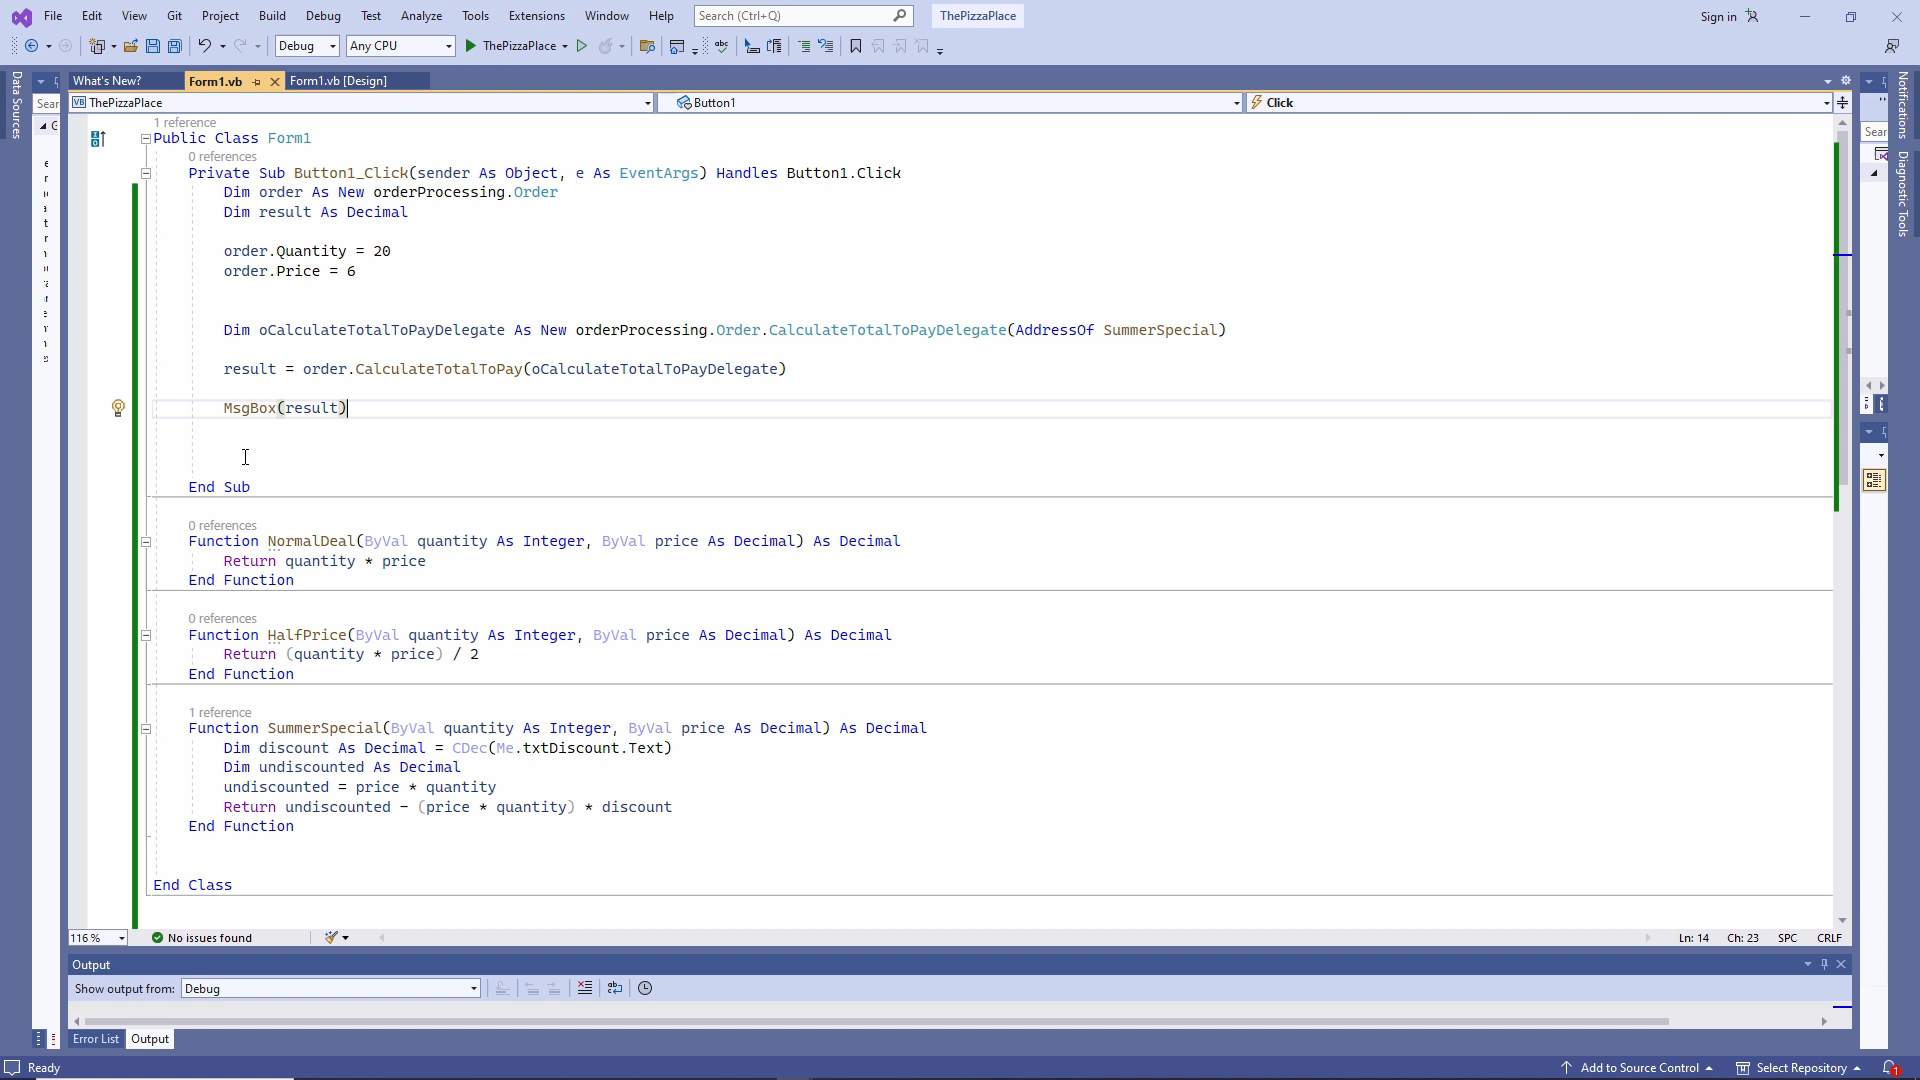 File Edit View Git Project Build Debug Test Analyze Tools Extensions Window Help Search (Ctrl+Q) ThePizzaPlace Sign in
Debug Any CPU ThePizzaPlace
Data Sources
What's New? Form1.vb Form1.vb [Design]
VB ThePizzaPlace Button1 Click
Sear
G
1 reference
Public Class Form1
0 references
Private Sub Button1_Click(sender As Object, e As EventArgs) Handles Button1.Click
Dim order As New orderProcessing.Order
Dim result As Decimal
order.Quantity = 20
order.Price = 6
Dim oCalculateTotalToPayDelegate As New orderProcessing.Order.CalculateTotalToPayDelegate(AddressOf SummerSpecial)
result = order.CalculateTotalToPay(oCalculateTotalToPayDelegate)
MsgBox(result)
End Sub
0 references
Function NormalDeal(ByVal quantity As Integer, ByVal price As Decimal) As Decimal
Return quantity * price
End Function
0 references
Function HalfPrice(ByVal quantity As Integer, ByVal price As Decimal) As Decimal
Return (quantity * price) / 2
End Function
1 reference
Function SummerSpecial(ByVal quantity As Integer, ByVal price As Decimal) As Decimal
Dim discount As Decimal = CDec(Me.txtDiscount.Text)
Dim undiscounted As Decimal
undiscounted = price * quantity
Return undiscounted - (price * quantity) * discount
End Function
End Class
116 % No issues found Ln: 14 Ch: 23 SPC CRLF
Output
Show output from: Debug
Error List Output
Ready Add to Source Control Select Repository 1
Sear
Notifications
Diagnostic Tools